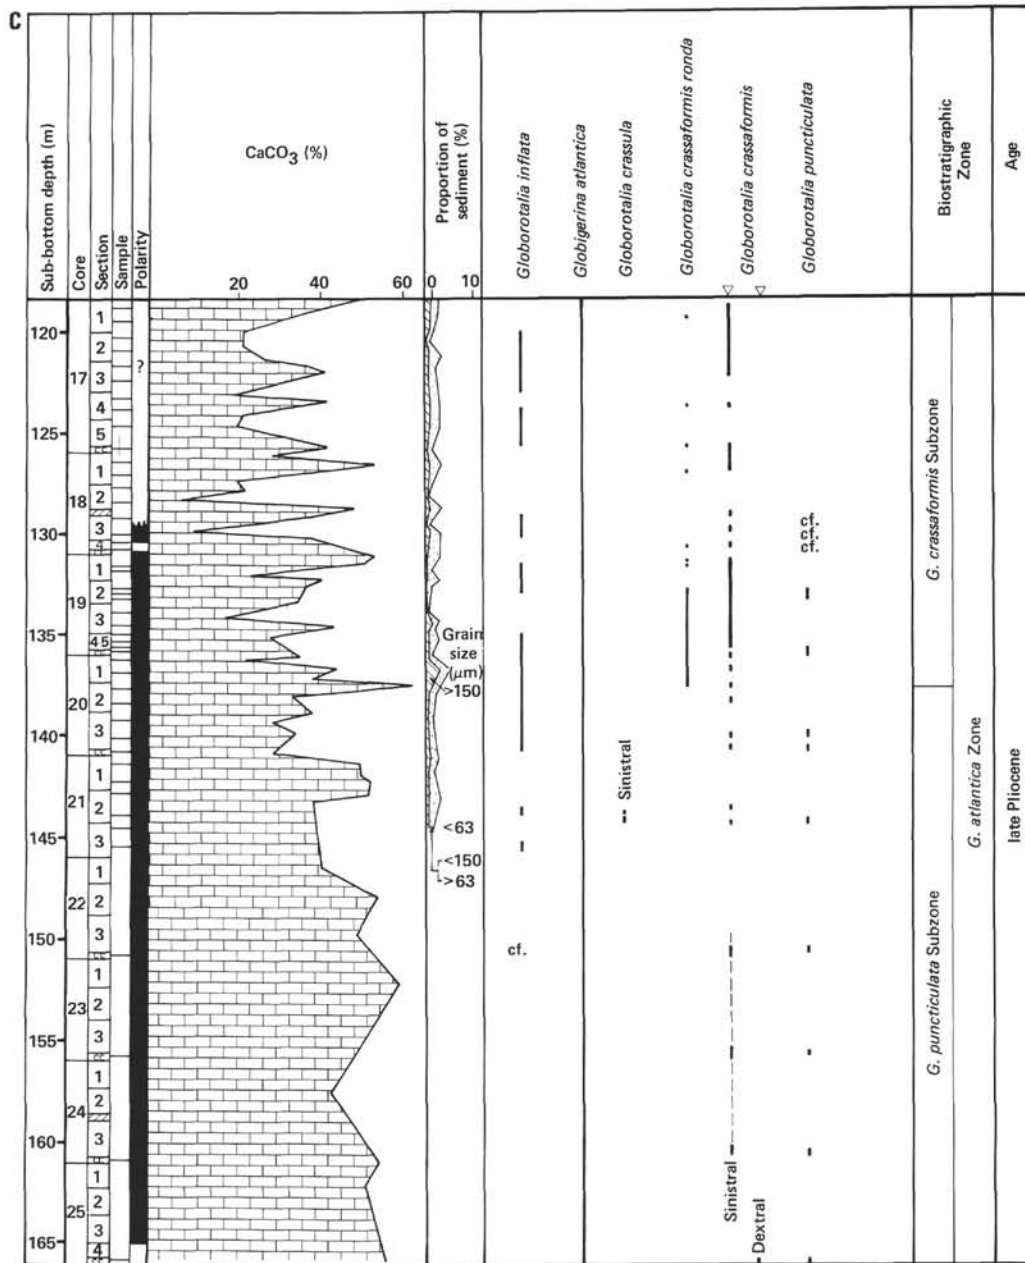 C
Sub-bottom depth (m)
Core
Section
Sample
Polarity
CaCO3 (%)
20
40
60
Proportion of
sediment (%)
0
10
Globorotalia inflata
Globigerina atlantica
Globorotalia crassula
Globorotalia crassaformis ronda
Globorotalia crassaformis
Globorotalia puncticulata
Biostratigraphic
Zone
Age
120
125
130
135
140
145
150
155
160
165
17
1
2
3
4
5
cc
18
1
2
3
4
19
1
2
3
4 5
20
1
2
3
cc
21
1
2
3
22
1
2
3
cc
23
1
2
3
cc
24
1
2
3
cc
25
1
2
3
4
?
Grain
size
(μm)
>150
<63
<150
>63
cf.
Sinistral
Sinistral
Dextral
cf.
cf.
cf.
G. crassaformis Subzone
G. puncticulata Subzone
G. atlantica Zone
late Pliocene